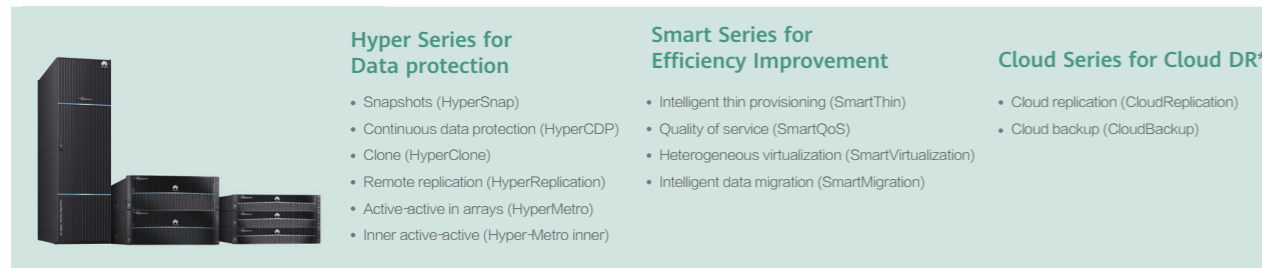 Hyper Series for
Data protection
• Snapshots (HyperSnap)
• Continuous data protection (HyperCDP)
• Clone (HyperClone)
• Remote replication (HyperReplication)
• Active-active in arrays (HyperMetro)
• Inner active-active (Hyper-Metro inner)
Smart Series for
Efficiency Improvement
• Intelligent thin provisioning (SmartThin)
• Quality of service (SmartQoS)
• Heterogeneous virtualization (SmartVirtualization)
• Intelligent data migration (SmartMigration)
Cloud Series for Cloud DR*
• Cloud replication (CloudReplication)
• Cloud backup (CloudBackup)